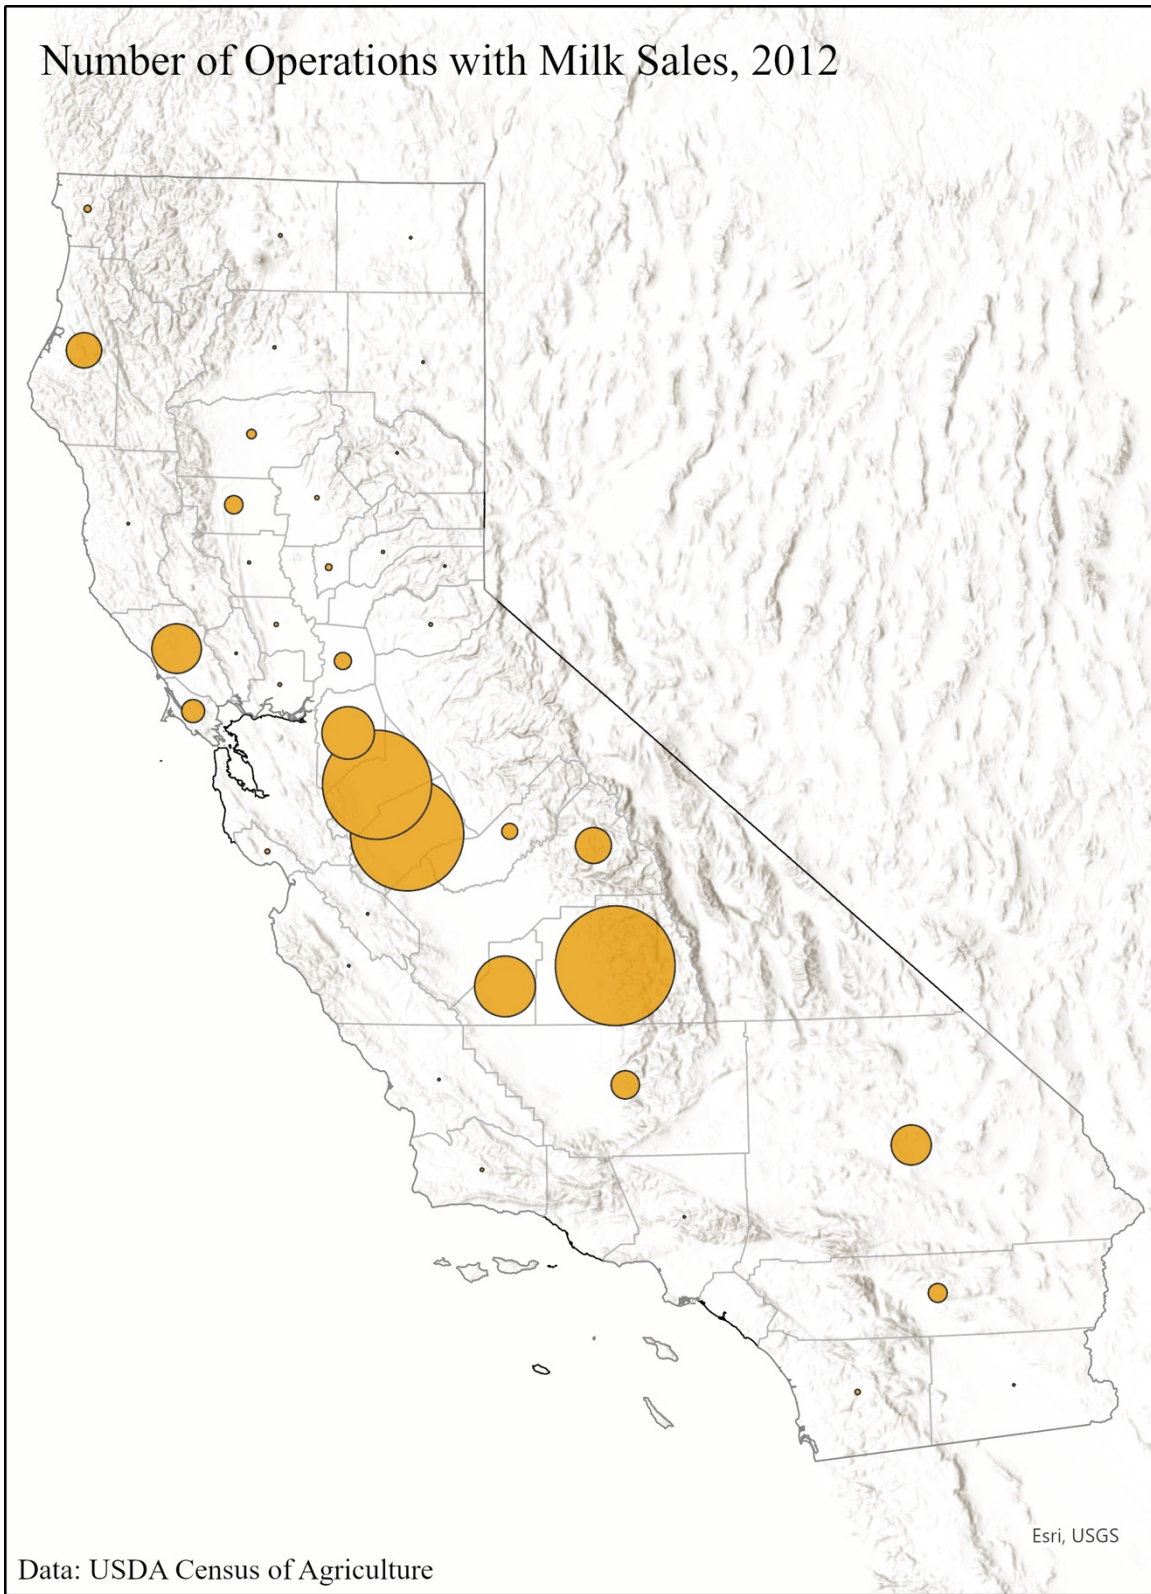 Number of Operations with Milk Sales, 2012
Esri, USGS
Data: USDA Census of Agriculture